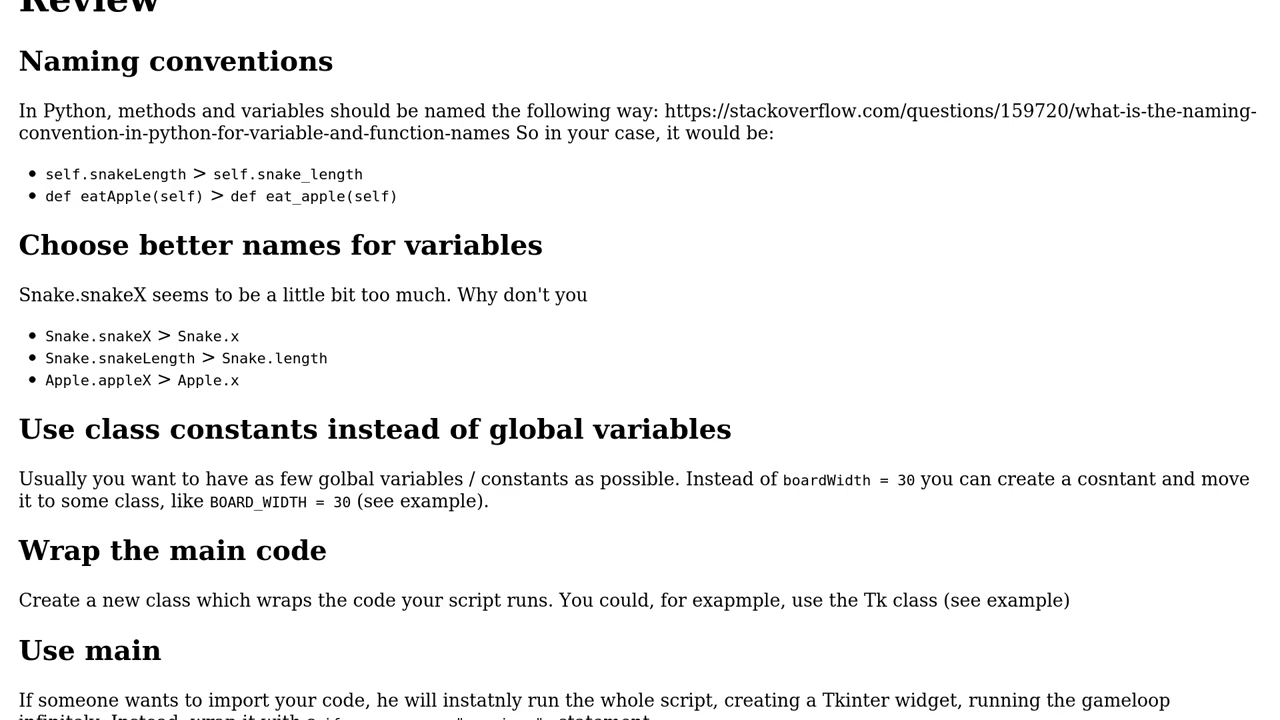 Review
Naming conventions
In Python, methods and variables should be named the following way: https://stackoverflow.com/questions/159720/what-is-the-naming-
convention-in-python-for-variable-and-function-names So in your case, it would be:
• self.snakeLength > self.snake_length
• def eatApple(self) > def eat_apple(self)
Choose better names for variables
Snake.snakeX seems to be a little bit too much. Why don't you
• Snake.snakeX > Snake.x
• Snake.snakeLength > Snake.length
• Apple.appleX > Apple.x
Use class constants instead of global variables
Usually you want to have as few golbal variables / constants as possible. Instead of boardWidth = 30 you can create a cosntant and move
it to some class, like BOARD_WIDTH = 30 (see example).
Wrap the main code
Create a new class which wraps the code your script runs. You could, for exapmple, use the Tk class (see example)
Use main
If someone wants to import your code, he will instatnly run the whole script, creating a Tkinter widget, running the gameloop
infinitely. Instead, wrap it with a statement